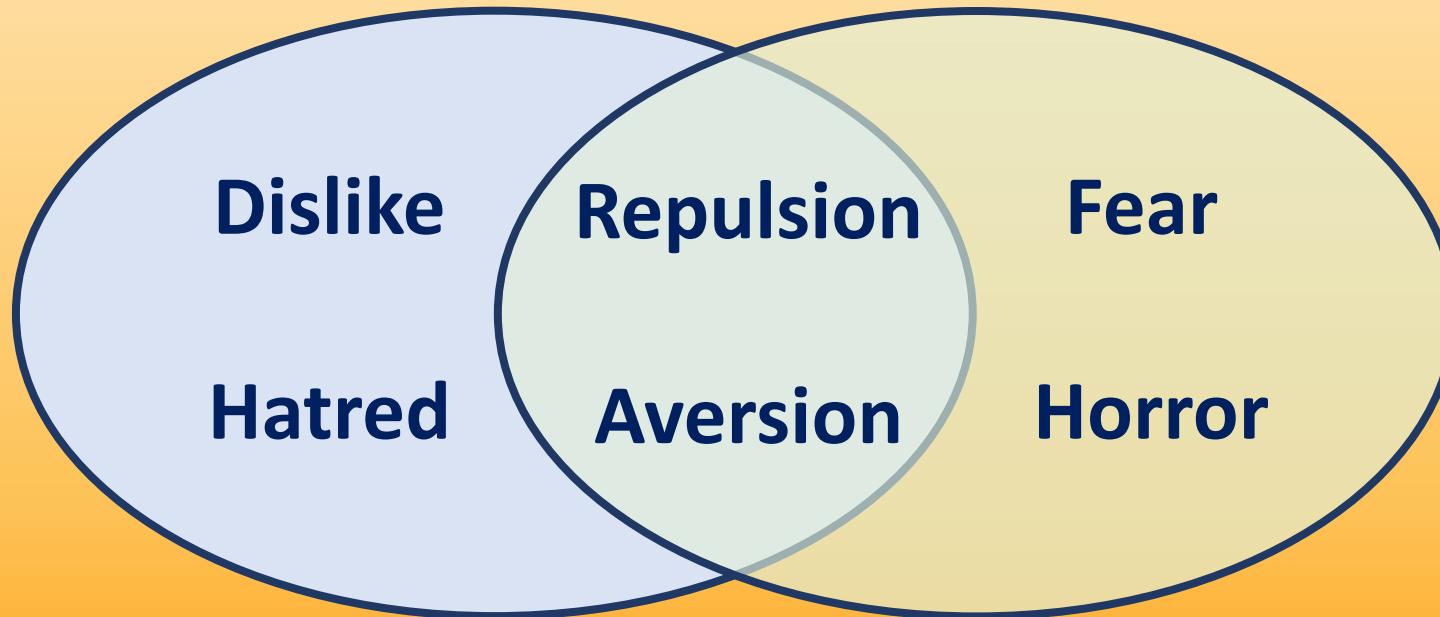 Dislike
Repulsion
Fear
Hatred
Aversion
Horror